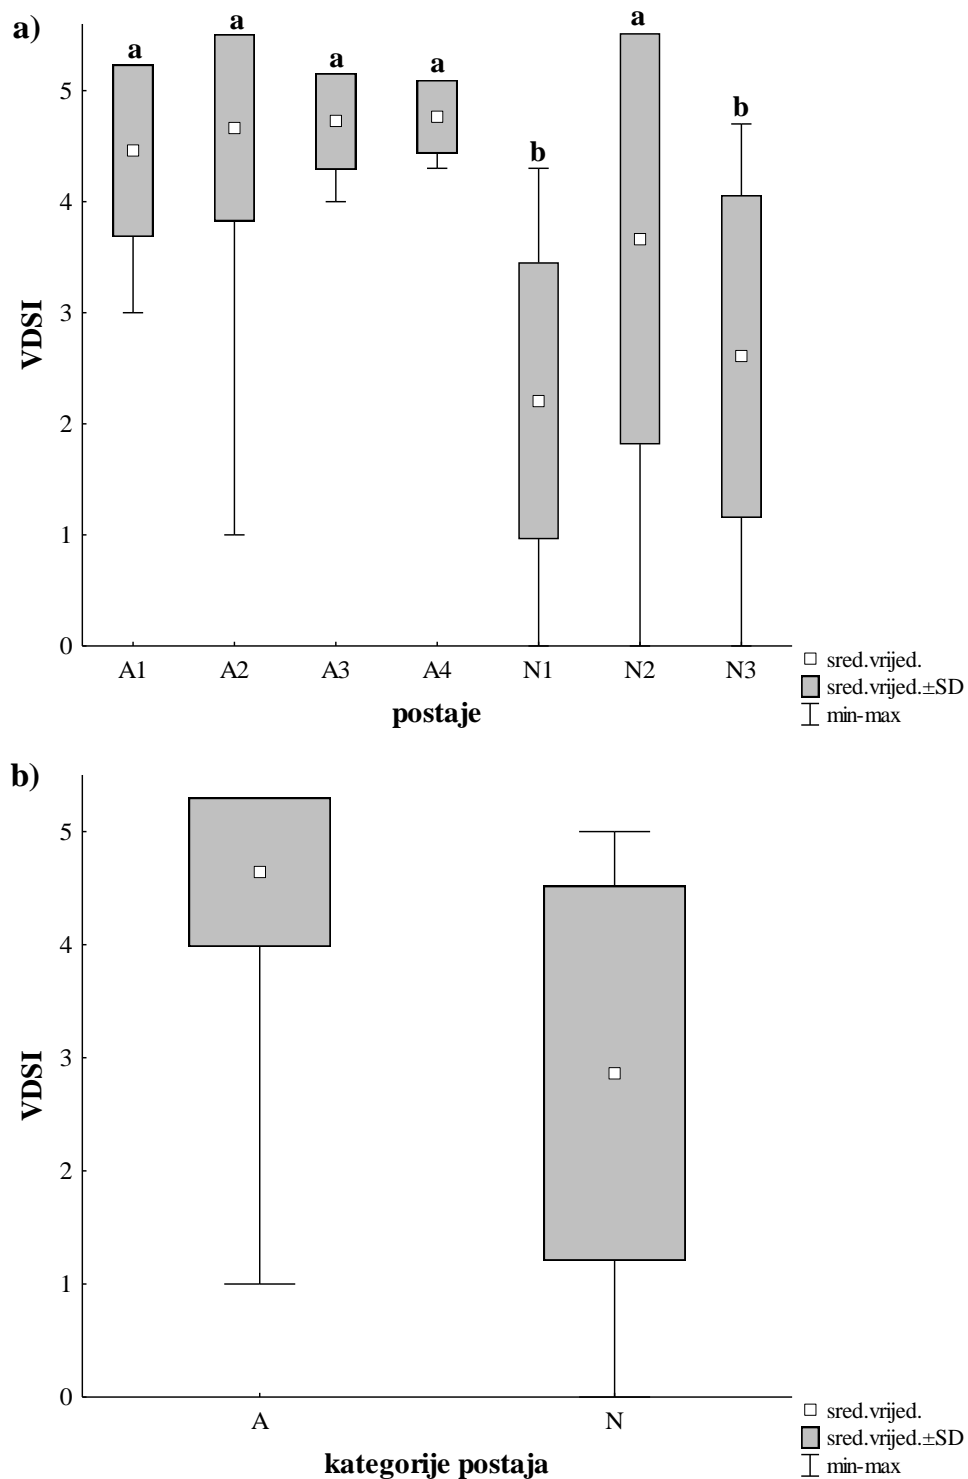 a)
a
a
a
a
b
a
b
5
4
3
2
1
0
VDSI
A1 A2 A3 A4 N1 N2 N3
postaje
sred.vrijed.
sred.vrijed.±SD
min-max
b)
5
4
3
2
1
0
VDSI
A N
kategorije postaja
sred.vrijed.
sred.vrijed.±SD
min-max